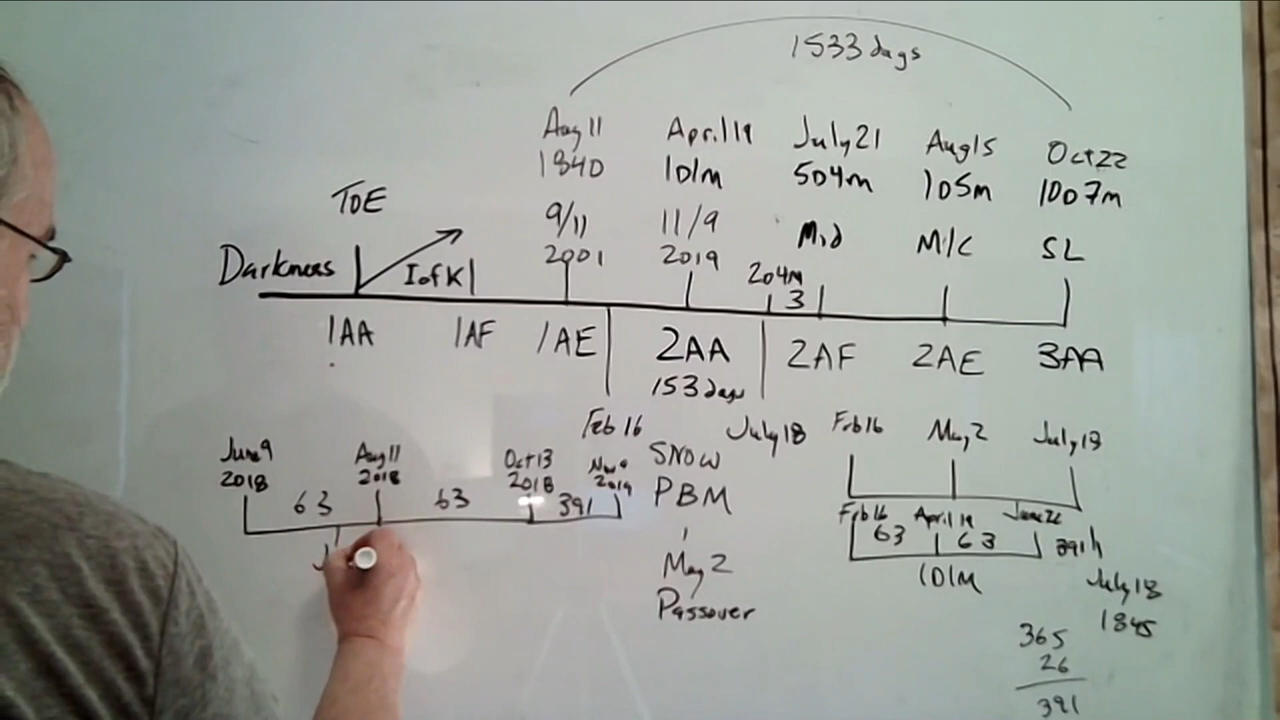 1533 days
Aug 11
1840
April 19
101m
July 21
504m
Aug 15
105m
Oct 22
1007m
TOE
9/11
2001
11/9
2019
Mid
M/C
SL
Darkness
I of K
204m
3
1AA
1AF
1AE
2AA
153 days
2AF
2AE
3AA
Feb 16
July 18
Feb 16
May 2
July 18
June 9
2018
Aug 11
2018
Oct 13
2018
Nov 9
2019
63
63
391
SNOW
PBM
May 2
Passover
Feb 16
April 19
63
63
391
101M
July 18
1845
365
26
391